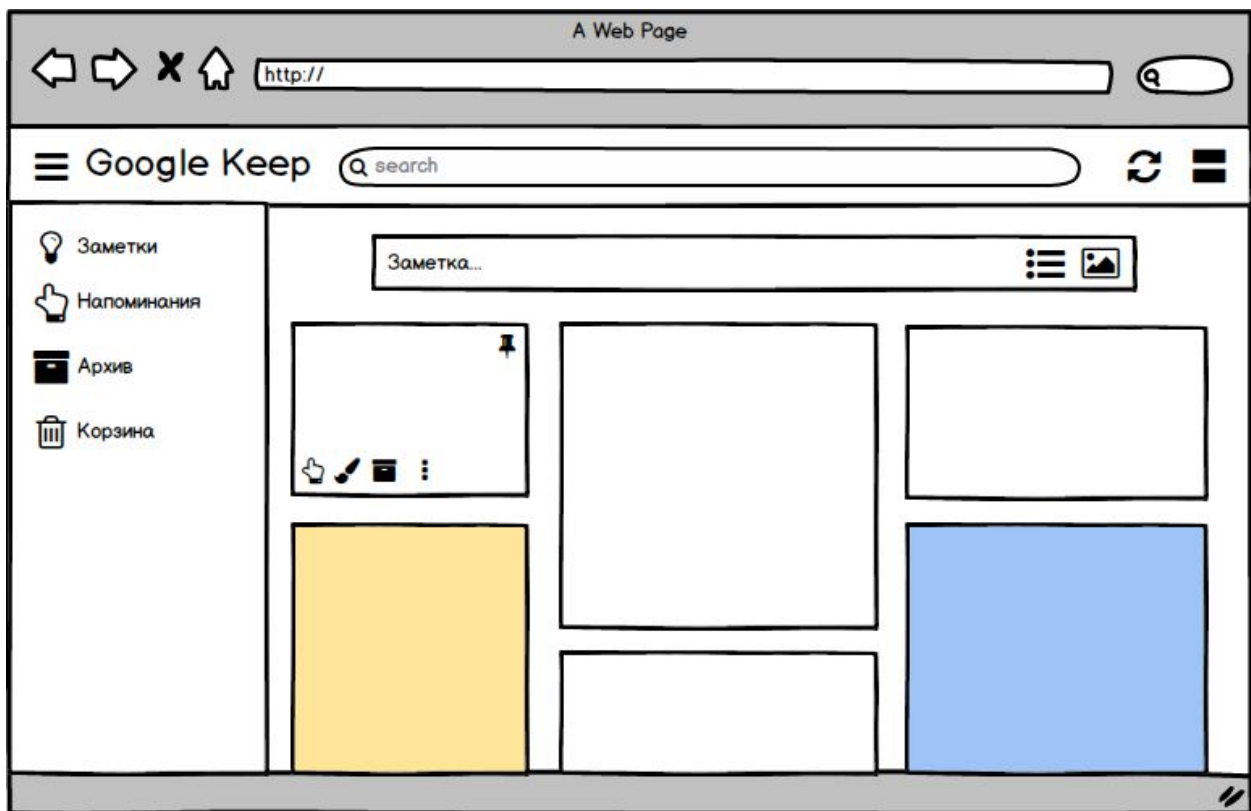 A Web Page
http://
Google Keep
search
Заметки
Напоминания
Архив
Корзина
Заметка...